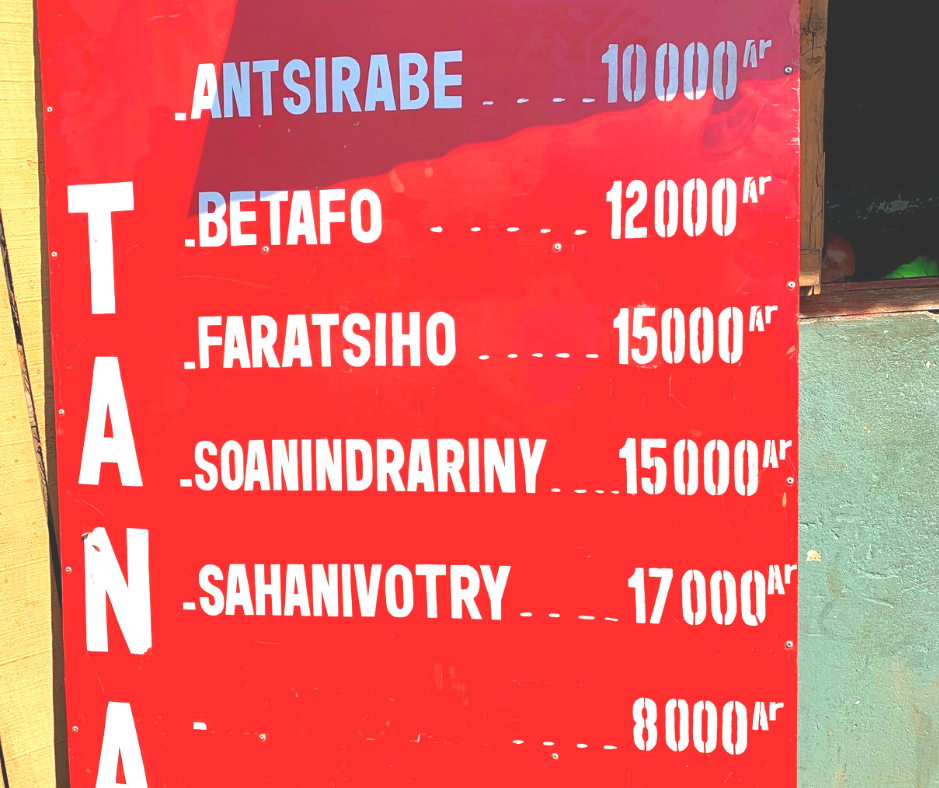 TANA
.ANTSIRABE ....10000Ar
.BETAFO .....12000Ar
.FARATSIHO .....15000Ar
.SOANINDRARINY ....15000Ar
.SAHANIVOTRY ....17000Ar
. ....8000Ar